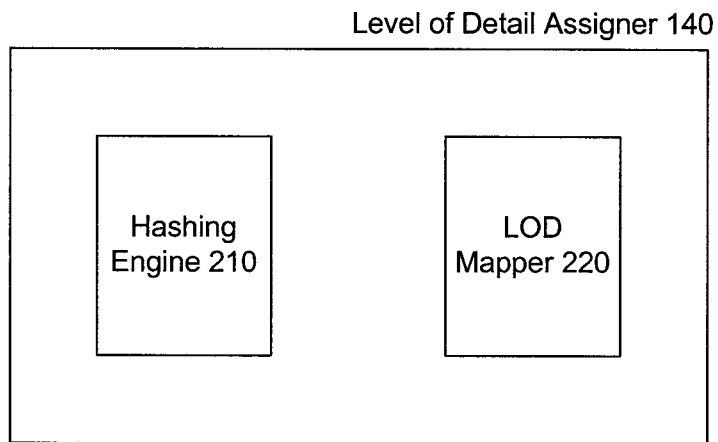 Level of Detail Assigner 140
Hashing
Engine 210
LOD
Mapper 220